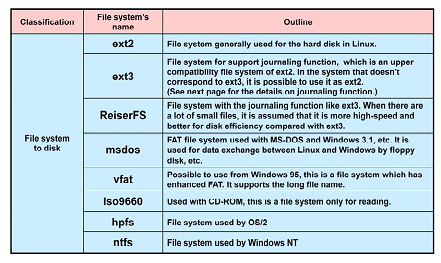 Classification
File system's
name
Outline
File system
to disk
ext2
File system generally used for the hard disk in Linux.
ext3
File system for support journaling function, which is an upper
compatibility file system of ext2. In the system that doesn't
correspond to ext3, it is possible to use it as ext2.
(See next page for the details on journaling function.)
ReiserFS
File system with the journaling function like ext3. When there are
a lot of small files, it is assumed that it is more high-speed and
better for disk efficiency compared with ext3.
msdos
FAT file system used with MS-DOS and Windows 3.1, etc. It is
used for data exchange between Linux and Windows by floppy
disk, etc.
vfat
Possible to use from Windows 95, this is a file system which has
enhanced FAT. It supports the long file name.
Iso9660
Used with CD-ROM, this is a file system only for reading.
hpfs
File system used by OS/2
ntfs
File system used by Windows NT